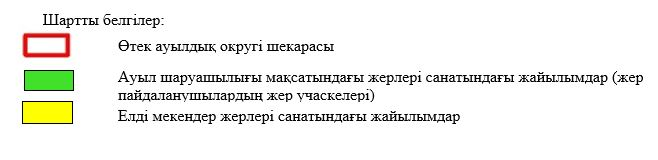 Шартты белгілер:
Өтек ауылдық округі шекарасы
Ауыл шаруашылығы мақсатындағы жерлері санатындағы жайылымдар (жер
пайдаланушылардың жер учаскелері)
Елді мекендер жерлері санатындағы жайылымдар